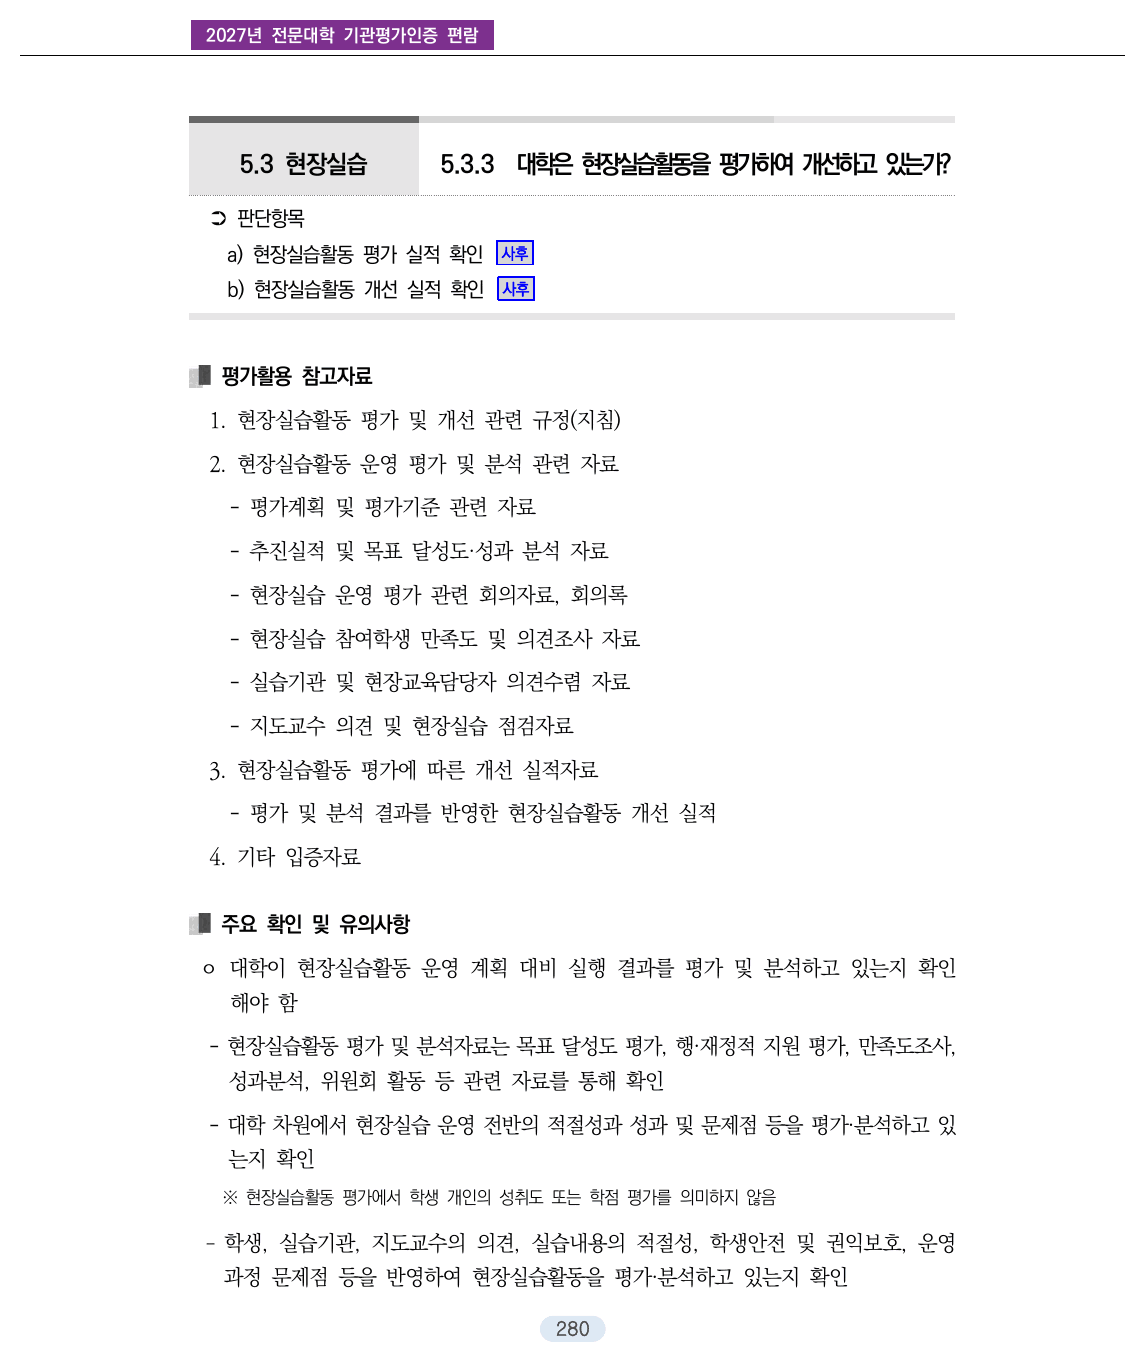 2027년 전문대학 기관평가인증 편람
5.3 현장실습
5.3.3 대학은 현장실습활동을 평가하여 개선하고 있는가?
➲ 판단항목
a) 현장실습활동 평가 실적 확인 사후
b) 현장실습활동 개선 실적 확인 사후
평가활용 참고자료
1. 현장실습활동 평가 및 개선 관련 규정(지침)
2. 현장실습활동 운영 평가 및 분석 관련 자료
- 평가계획 및 평가기준 관련 자료
- 추진실적 및 목표 달성도·성과 분석 자료
- 현장실습 운영 평가 관련 회의자료, 회의록
- 현장실습 참여학생 만족도 및 의견조사 자료
- 실습기관 및 현장교육담당자 의견수렴 자료
- 지도교수 의견 및 현장실습 점검자료
3. 현장실습활동 평가에 따른 개선 실적자료
- 평가 및 분석 결과를 반영한 현장실습활동 개선 실적
4. 기타 입증자료
주요 확인 및 유의사항
ㅇ 대학이 현장실습활동 운영 계획 대비 실행 결과를 평가 및 분석하고 있는지 확인
해야 함
- 현장실습활동 평가 및 분석자료는 목표 달성도 평가, 행·재정적 지원 평가, 만족도조사,
성과분석, 위원회 활동 등 관련 자료를 통해 확인
- 대학 차원에서 현장실습 운영 전반의 적절성과 성과 및 문제점 등을 평가·분석하고 있
는지 확인
※ 현장실습활동 평가에서 학생 개인의 성취도 또는 학점 평가를 의미하지 않음
- 학생, 실습기관, 지도교수의 의견, 실습내용의 적절성, 학생안전 및 권익보호, 운영
과정 문제점 등을 반영하여 현장실습활동을 평가·분석하고 있는지 확인
280